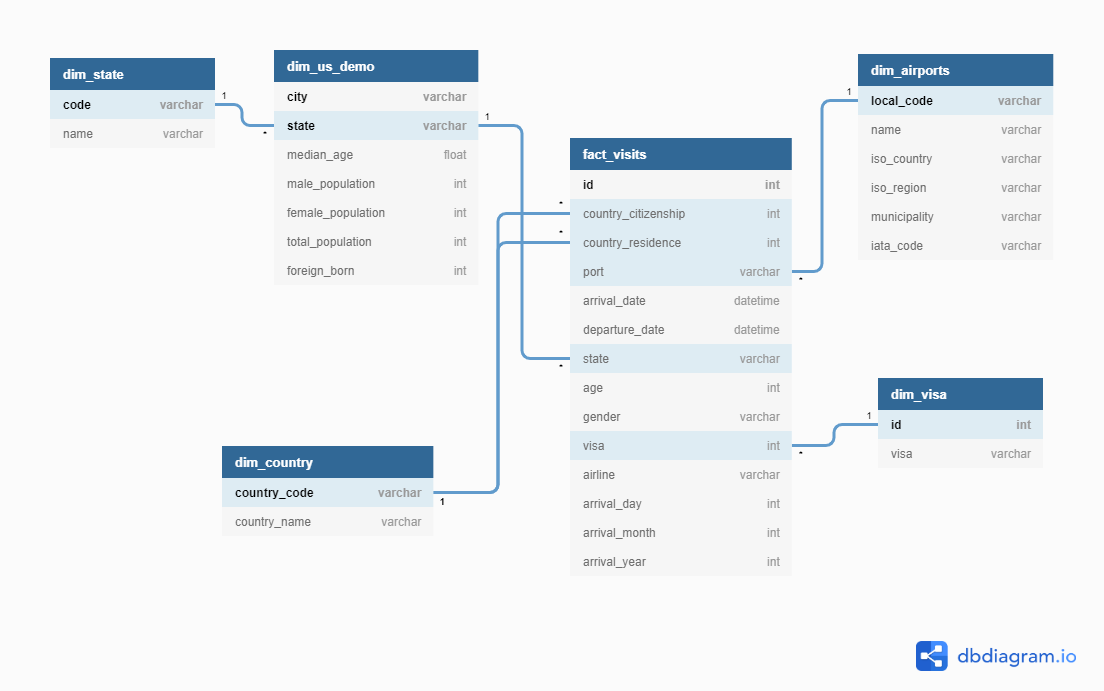 dim_state
code varchar
name varchar
1
*
dim_us_demo
city varchar
state varchar
median_age float
male_population int
female_population int
total_population int
foreign_born int
1
*
dim_country
country_code varchar
country_name varchar
1
*
*
fact_visits
id int
country_citizenship int
country_residence int
port varchar
arrival_date datetime
departure_date datetime
state varchar
age int
gender varchar
visa int
airline varchar
arrival_day int
arrival_month int
arrival_year int
*
1
dim_airports
local_code varchar
name varchar
iso_country varchar
iso_region varchar
municipality varchar
iata_code varchar
*
1
dim_visa
id int
visa varchar
dbdiagram.io